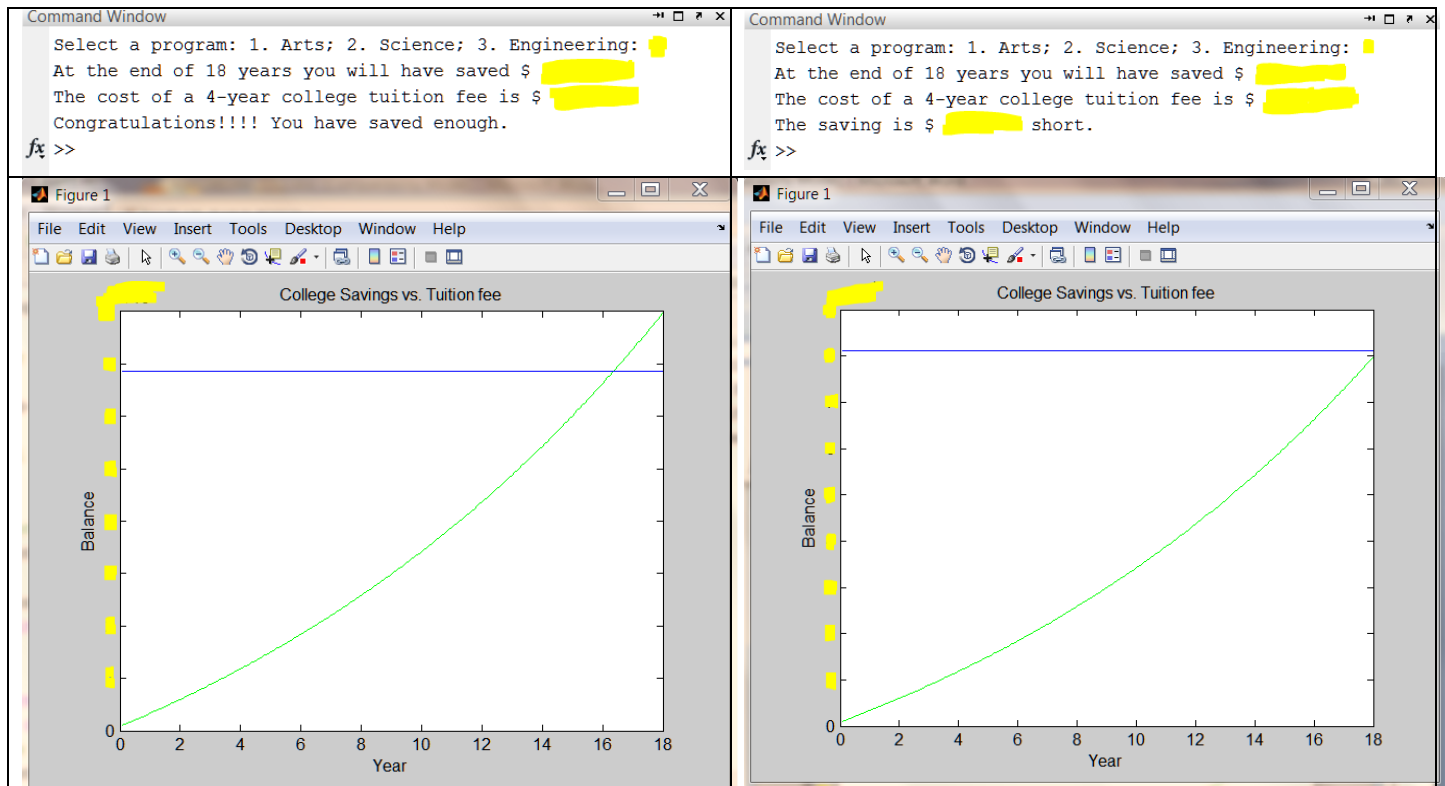 Command Window
Select a program: 1. Arts; 2. Science; 3. Engineering:
At the end of 18 years you will have saved $
The cost of a 4-year college tuition fee is $
Congratulations!!!! You have saved enough.
fx >>
Command Window
Select a program: 1. Arts; 2. Science; 3. Engineering:
At the end of 18 years you will have saved $
The cost of a 4-year college tuition fee is $
The saving is $ short.
fx >>
Figure 1
File Edit View Insert Tools Desktop Window Help
College Savings vs. Tuition fee
Balance
0
0 2 4 6 8 10 12 14 16 18
Year
Figure 1
File Edit View Insert Tools Desktop Window Help
College Savings vs. Tuition fee
Balance
0
0 2 4 6 8 10 12 14 16 18
Year